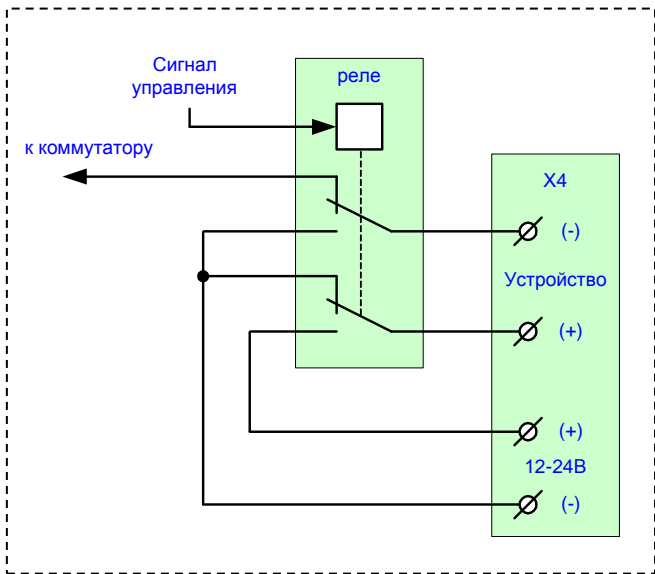 Сигнал
управления
реле
к коммутатору
X4
(-)
Устройство
(+)
(+)
12-24В
(-)